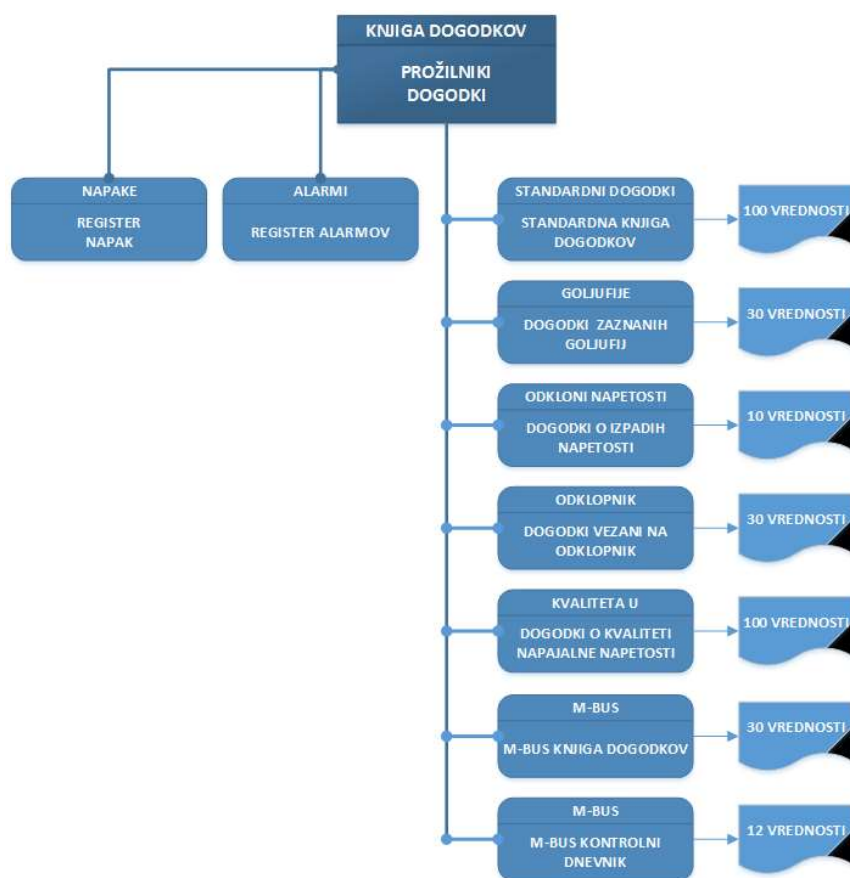 KNJIGA DOGODKOV
PROŽILNIKI
DOGODKI
NAPAKE
REGISTER
NAPAK
ALARMI
REGISTER ALARMOV
STANDARDNI DOGODKI
STANDARDNA KNJIGA
DOGODKOV
100 VREDNOSTI
GOLJUFIJE
DOGODKI ZAZNANIH
GOLJUFIJ
30 VREDNOSTI
ODKLONI NAPETOSTI
DOGODKI O IZPADIH
NAPETOSTI
10 VREDNOSTI
ODKLOPNIK
DOGODKI VEZANI NA
ODKLOPNIK
30 VREDNOSTI
KVALITETA U
DOGODKI O KVALITETI
NAPAJALNE NAPETOSTI
100 VREDNOSTI
M-BUS
M-BUS KNJIGA DOGODKOV
30 VREDNOSTI
M-BUS
M-BUS KONTROLNI
DNEVNIK
12 VREDNOSTI